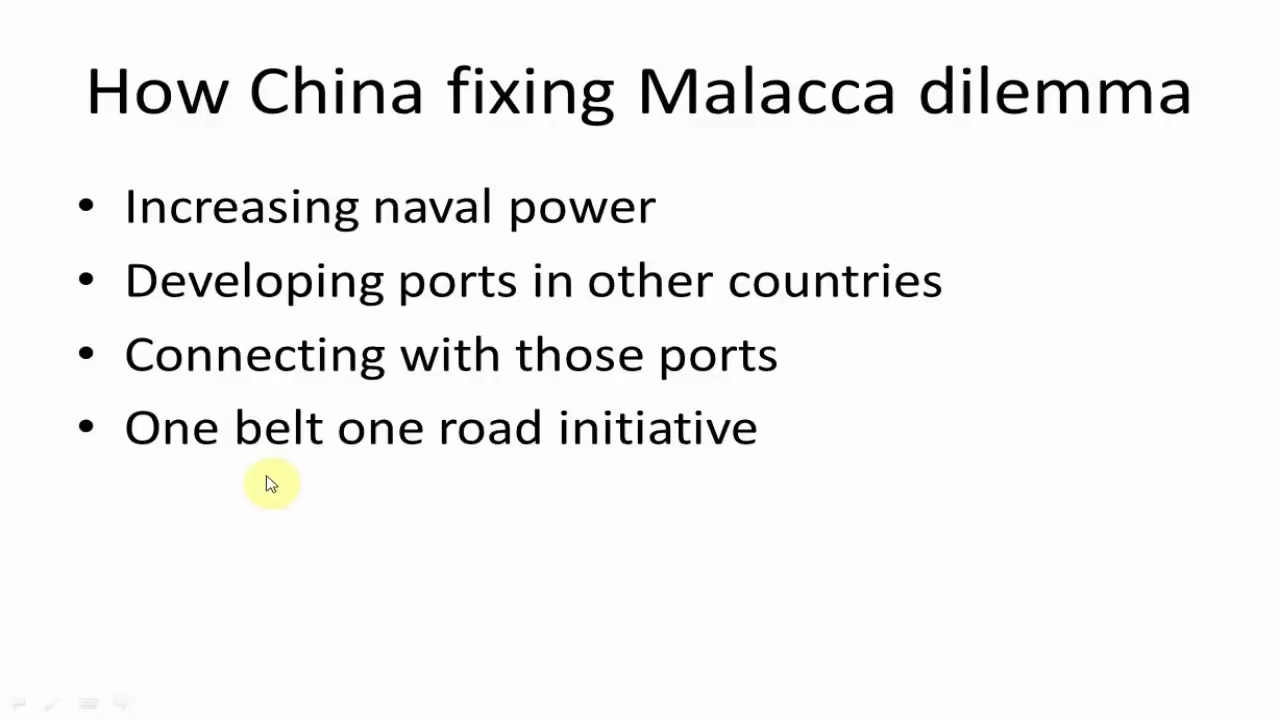 How China fixing Malacca dilemma
• Increasing naval power
• Developing ports in other countries
• Connecting with those ports
• One belt one road initiative